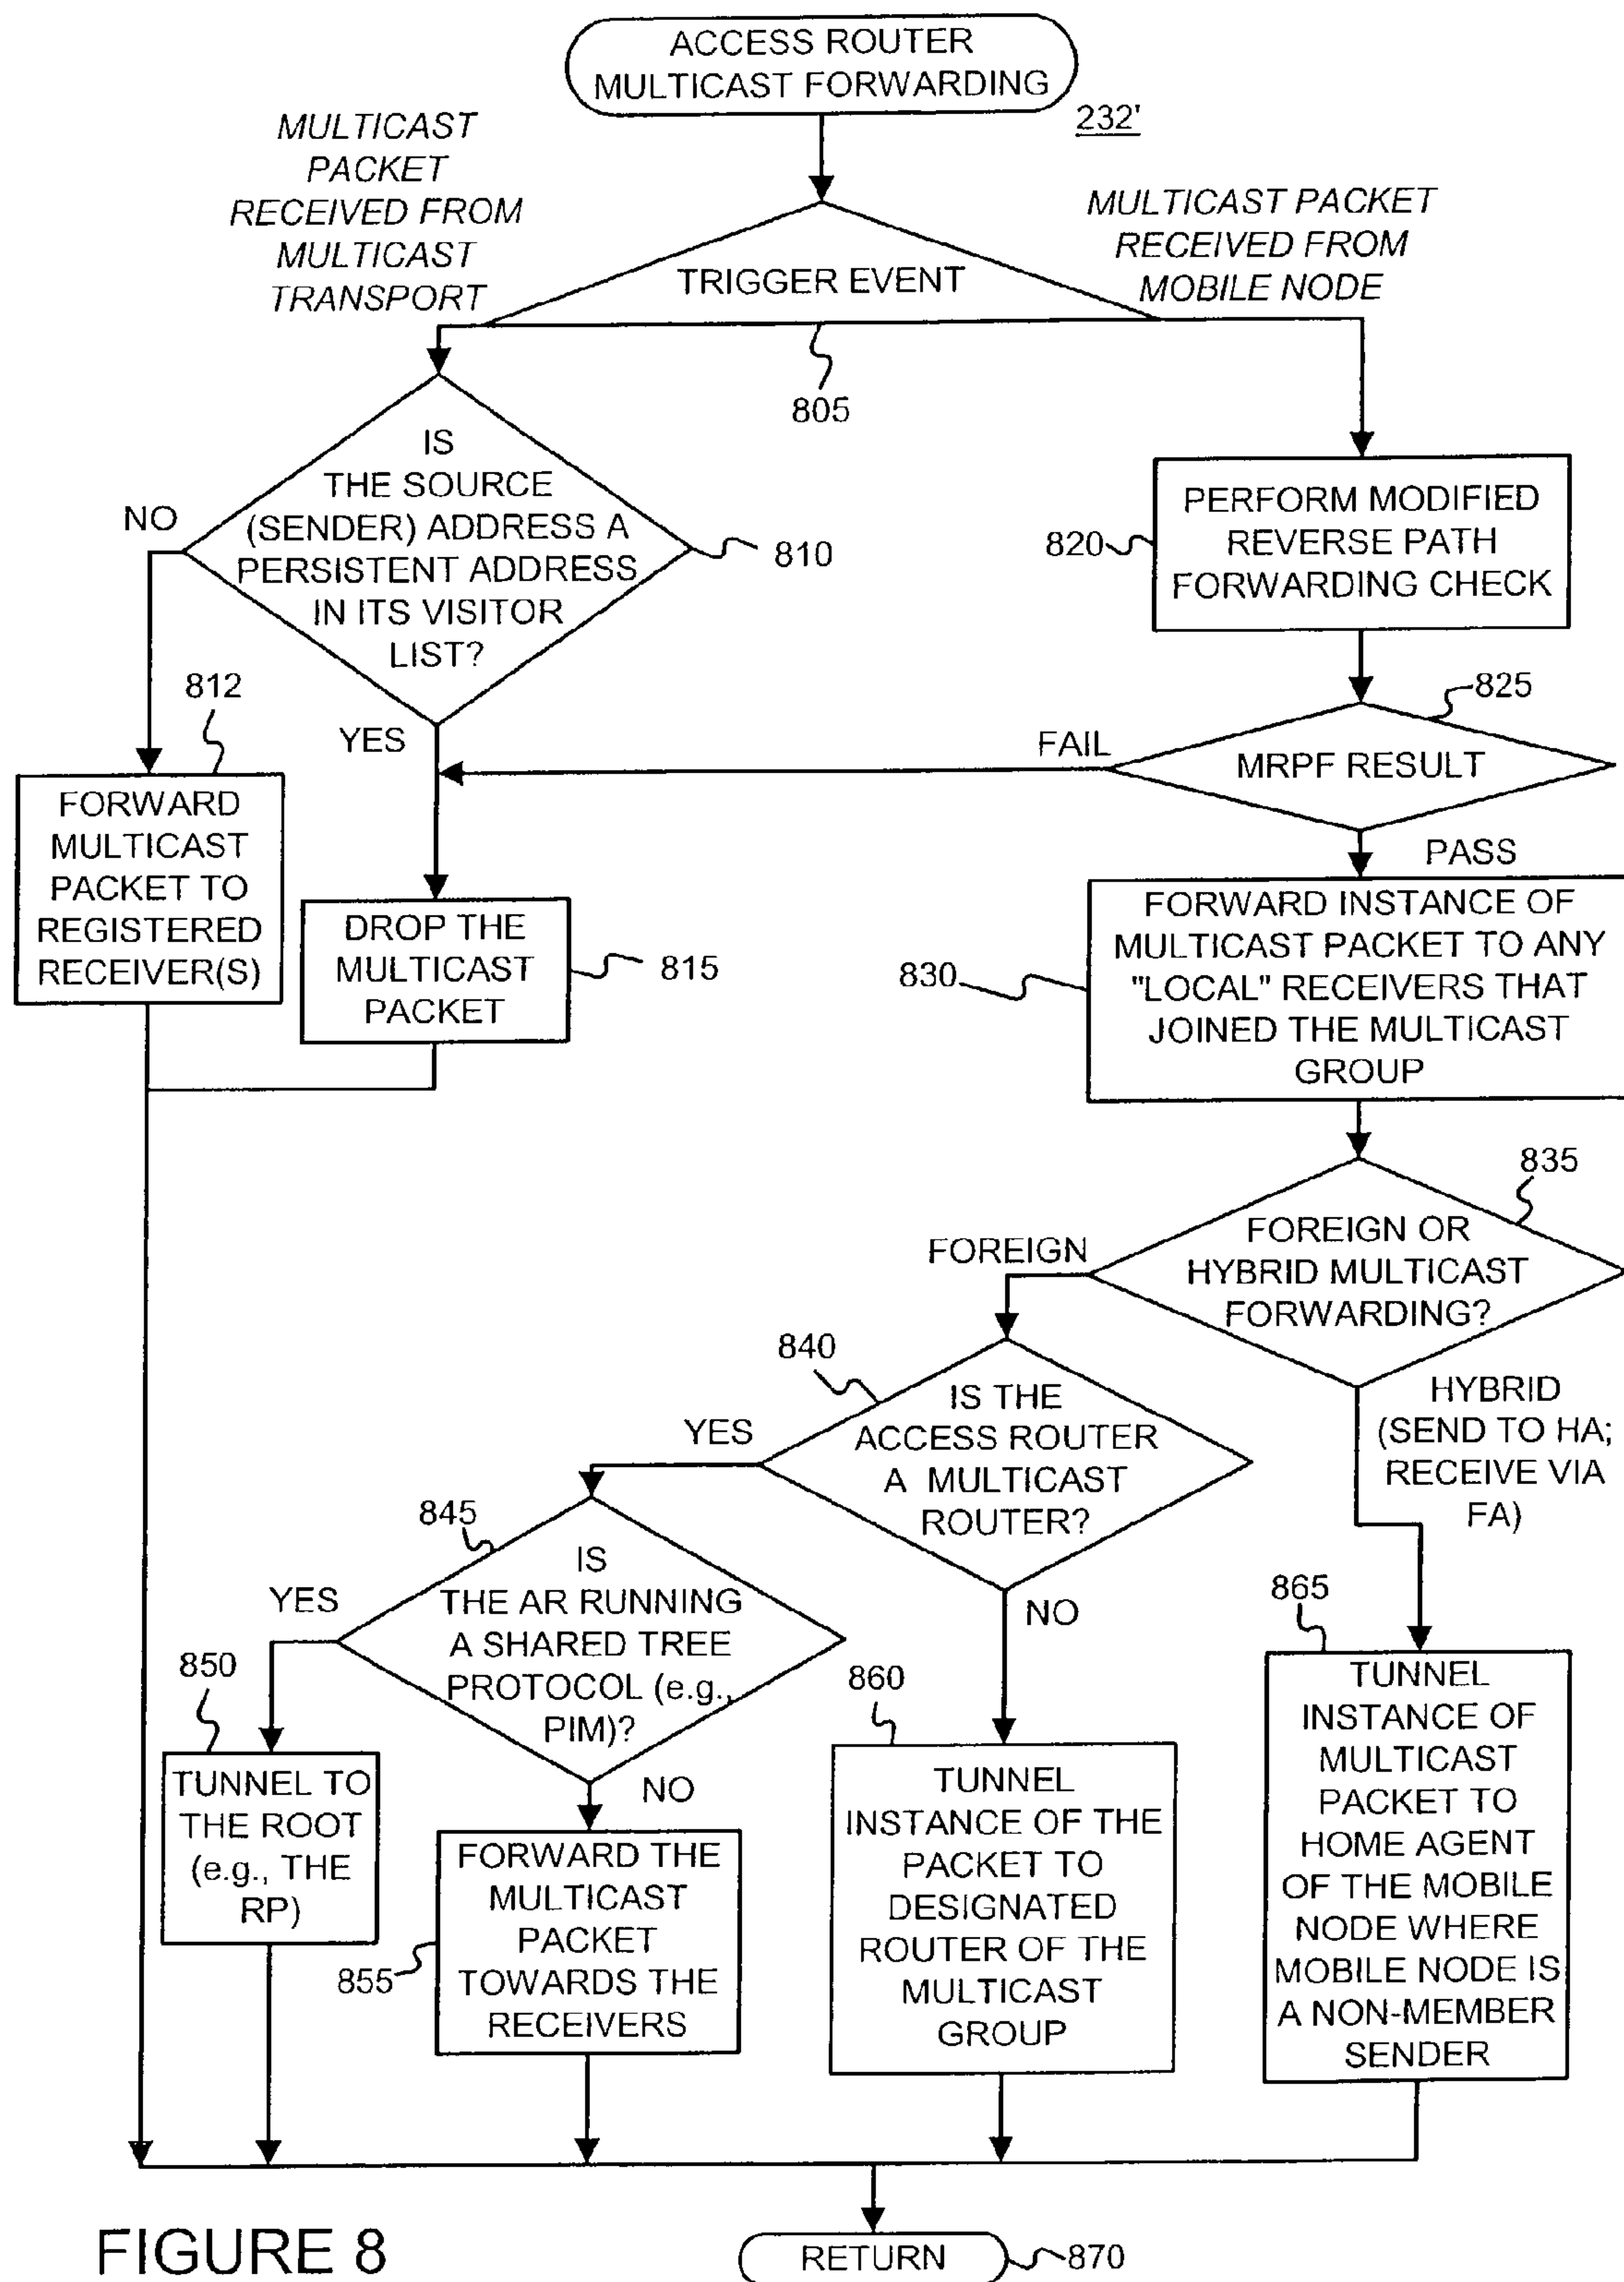 ACCESS ROUTER
MULTICAST FORWARDING
232'
MULTICAST
PACKET
RECEIVED FROM
MULTICAST
TRANSPORT
TRIGGER EVENT
MULTICAST PACKET
RECEIVED FROM
MOBILE NODE
805
IS
THE SOURCE
(SENDER) ADDRESS A
PERSISTENT ADDRESS
IN ITS VISITOR
LIST?
810
NO
YES
PERFORM MODIFIED
REVERSE PATH
FORWARDING CHECK
820
812
FORWARD
MULTICAST
PACKET TO
REGISTERED
RECEIVER(S)
DROP THE
MULTICAST
PACKET
815
825
FAIL
MRPF RESULT
PASS
FORWARD INSTANCE OF
MULTICAST PACKET TO ANY
"LOCAL" RECEIVERS THAT
JOINED THE MULTICAST
GROUP
830
835
FOREIGN OR
HYBRID MULTICAST
FORWARDING?
FOREIGN
HYBRID
(SEND TO HA;
RECEIVE VIA
FA)
840
IS THE
ACCESS ROUTER
A MULTICAST
ROUTER?
YES
NO
845
IS
THE AR RUNNING
A SHARED TREE
PROTOCOL (e.g.,
PIM)?
YES
NO
850
TUNNEL TO
THE ROOT
(e.g., THE
RP)
FORWARD THE
MULTICAST
PACKET
TOWARDS THE
RECEIVERS
855
860
TUNNEL
INSTANCE OF THE
PACKET TO
DESIGNATED
ROUTER OF THE
MULTICAST
GROUP
865
TUNNEL
INSTANCE OF
MULTICAST
PACKET TO
HOME AGENT
OF THE MOBILE
NODE WHERE
MOBILE NODE IS
A NON-MEMBER
SENDER
RETURN
870
FIGURE 8